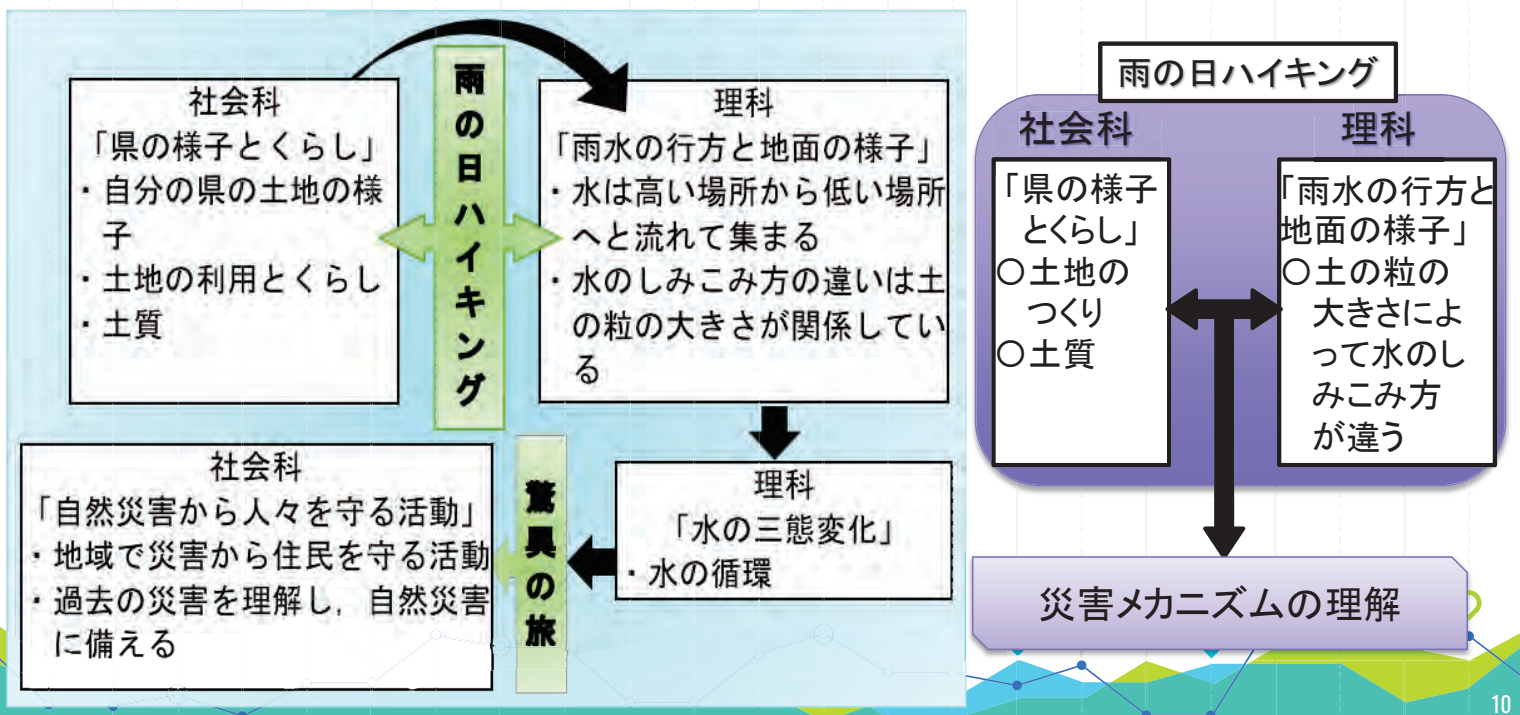 社会科
「県の様子とくらし」
・自分の県の土地の様
子
・土地の利用とくらし
・土質
雨の日ハイキング
理科
「雨水の行方と地面の様子」
・水は高い場所から低い場所
へと流れて集まる
・水のしみこみ方の違いは土
の粒の大きさが関係してい
る
理科
「水の三態変化」
・水の循環
驚異の旅
社会科
「自然災害から人々を守る活動」
・地域で災害から住民を守る活動
・過去の災害を理解し，自然災害
に備える
雨の日ハイキング
社会科
「県の様子
とくらし」
〇土地の
つくり
〇土質
理科
「雨水の行方と
地面の様子」
〇土の粒の
大きさによ
って水のし
みこみ方
が違う
災害メカニズムの理解
10